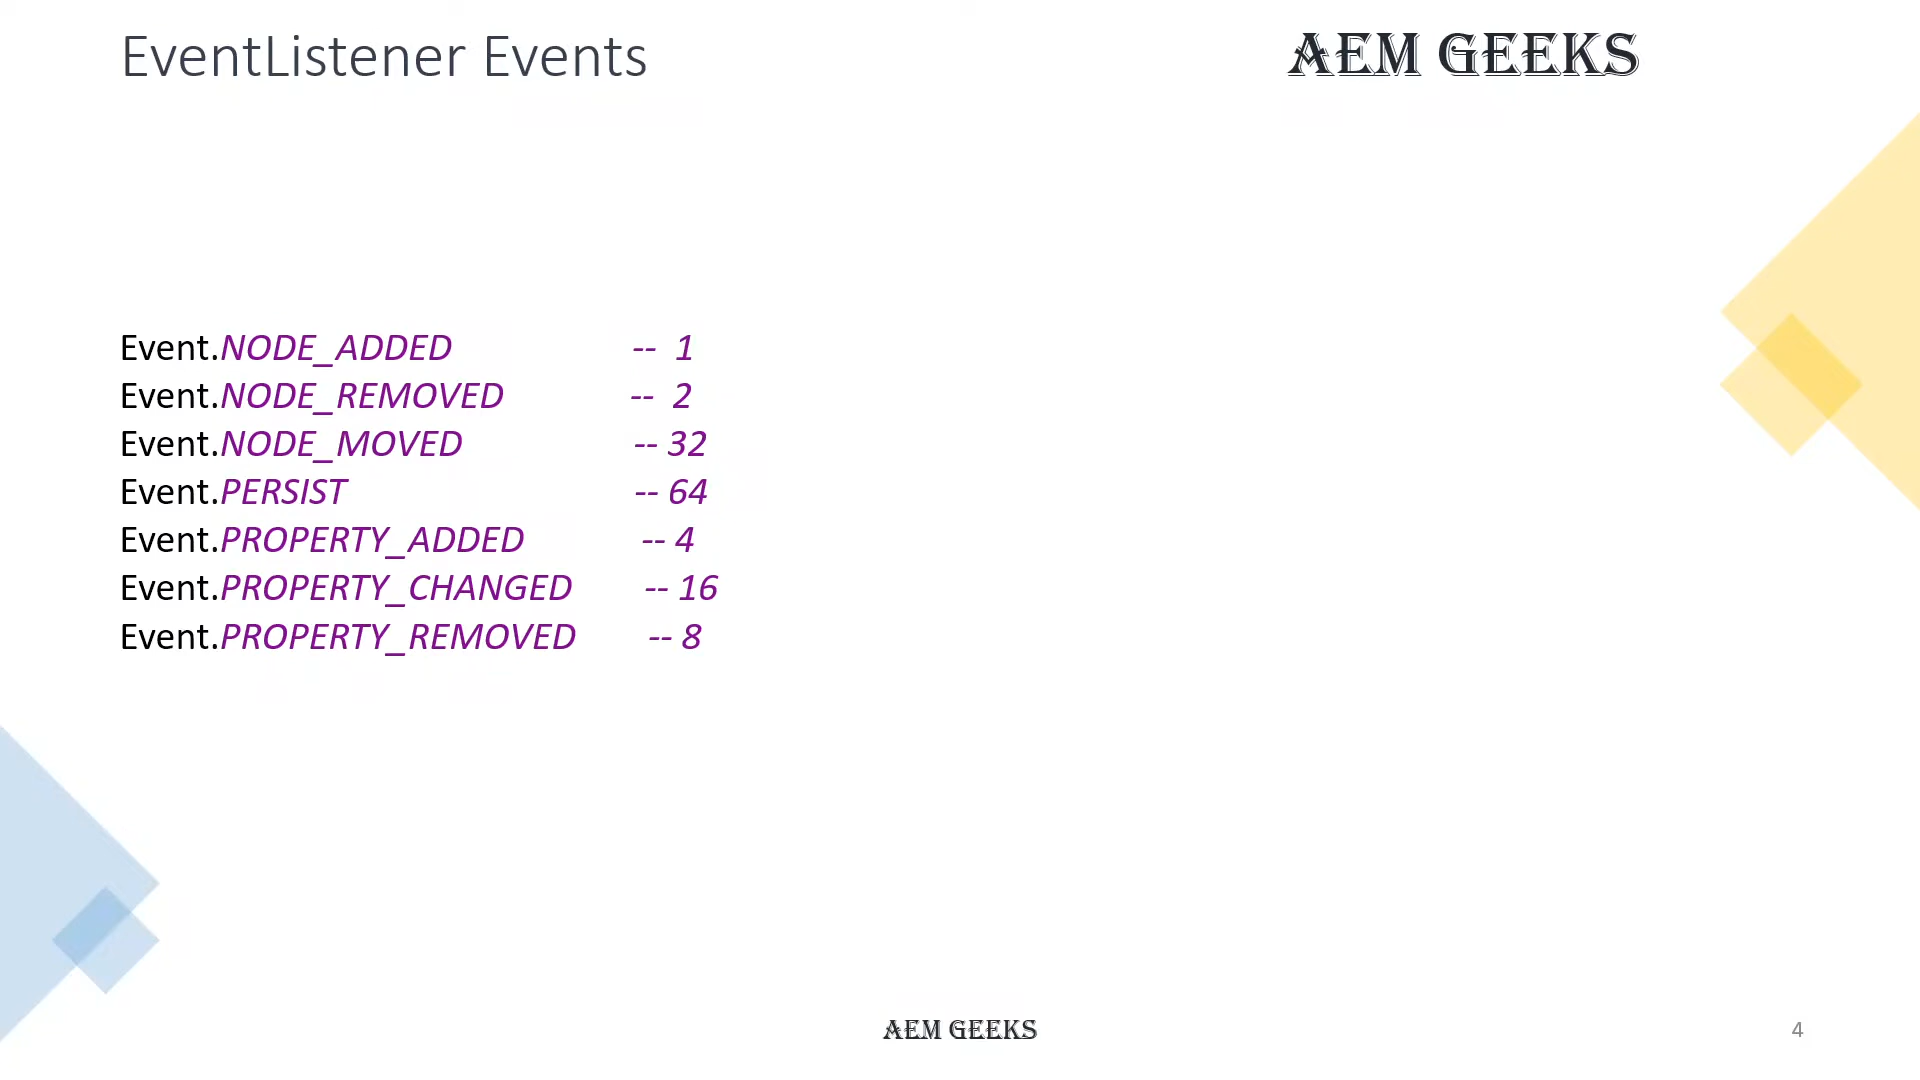 EventListener Events
AEM GEEKS
Event.NODE_ADDED -- 1
Event.NODE_REMOVED -- 2
Event.NODE_MOVED -- 32
Event.PERSIST -- 64
Event.PROPERTY_ADDED -- 4
Event.PROPERTY_CHANGED -- 16
Event.PROPERTY_REMOVED -- 8
AEM GEEKS
4